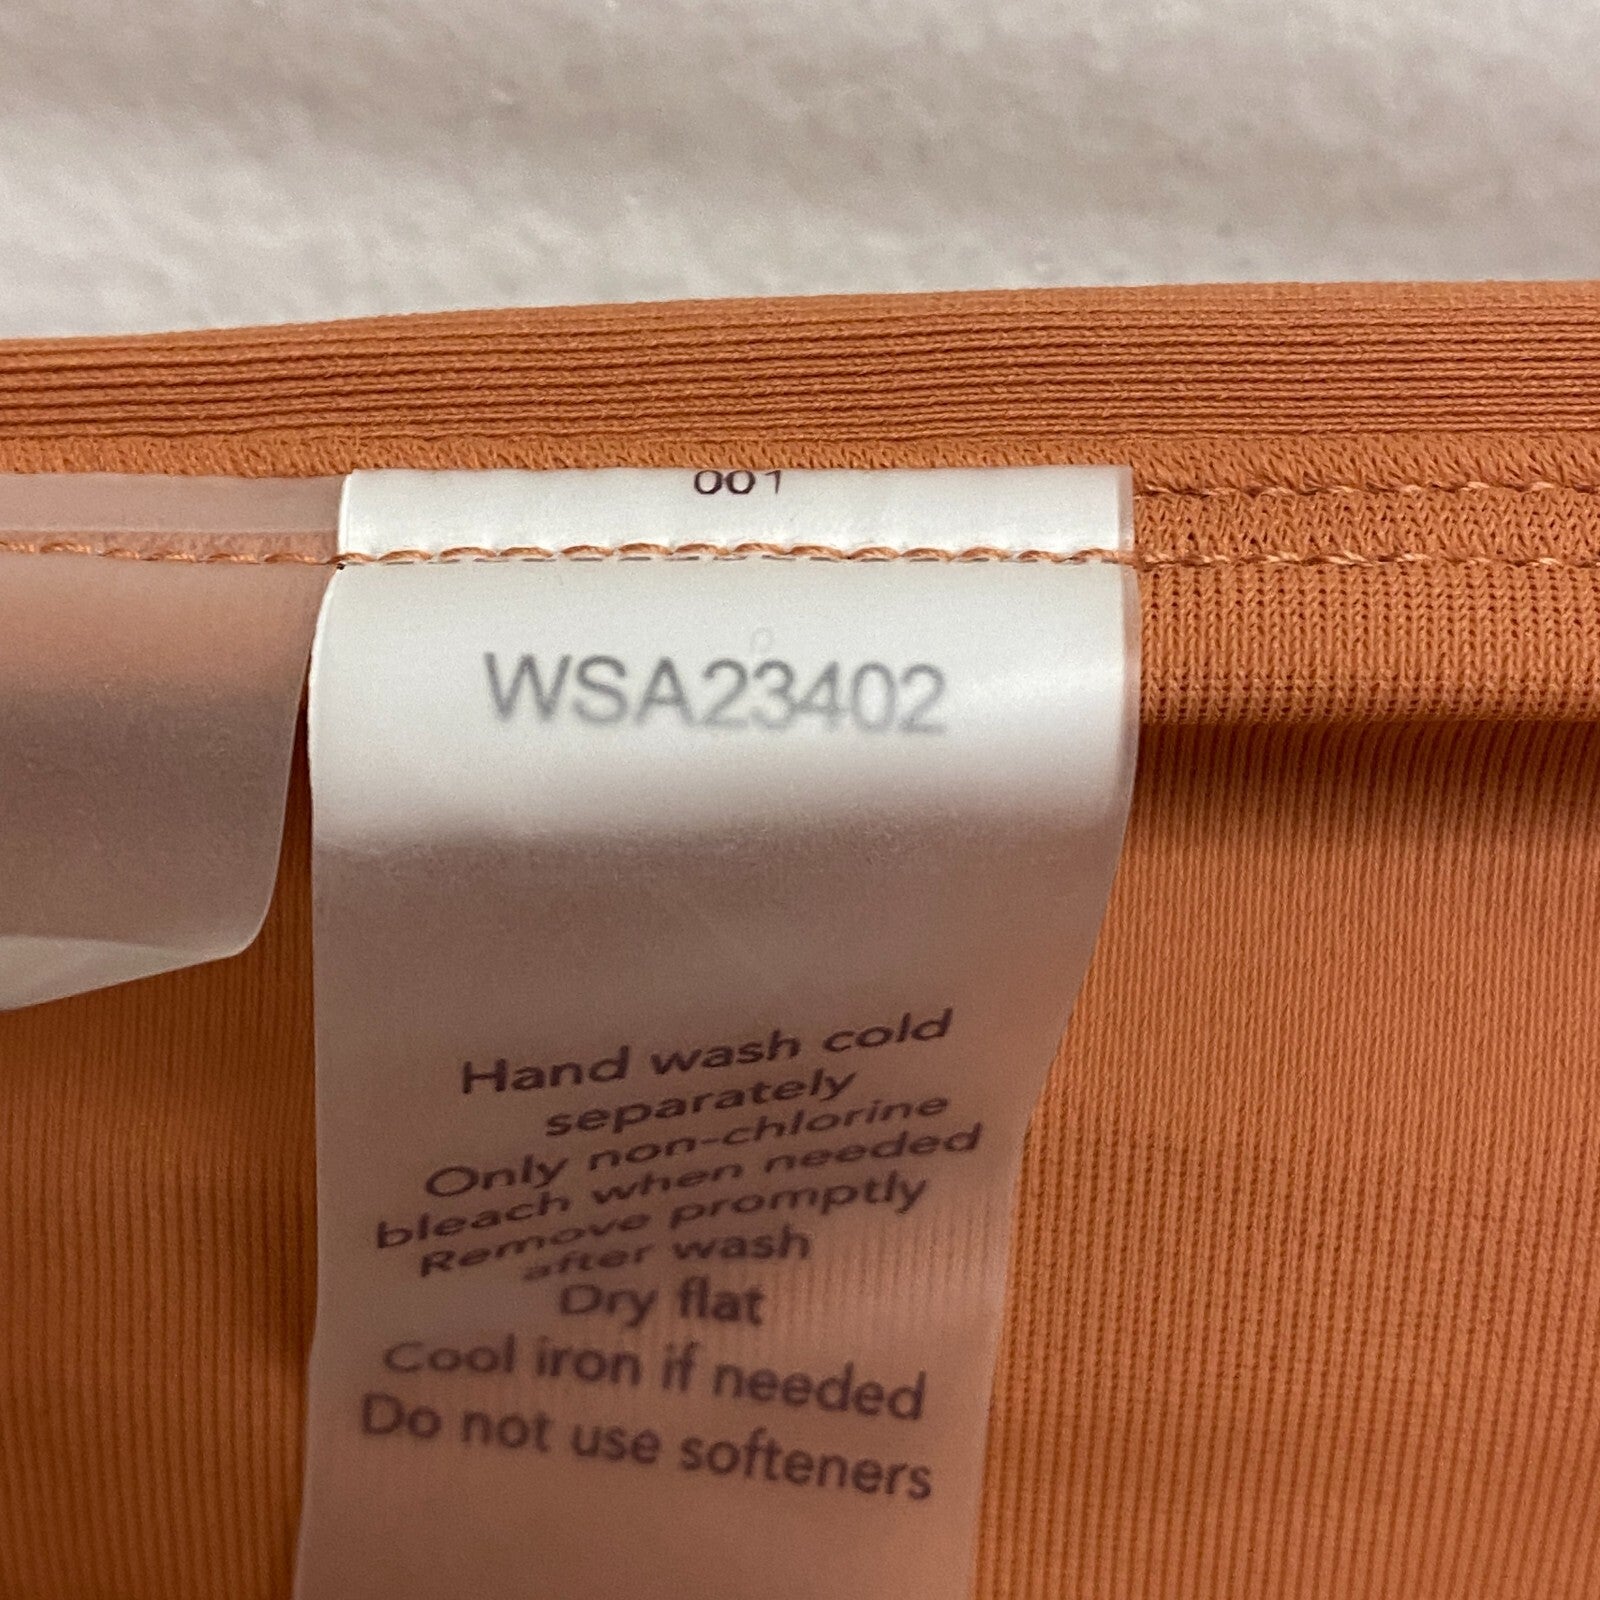 001
WSA23402
Hand wash cold
separately
Only non-chlorine
bleach when needed
Remove promptly
after wash
Dry flat
Cool iron if needed
Do not use softeners